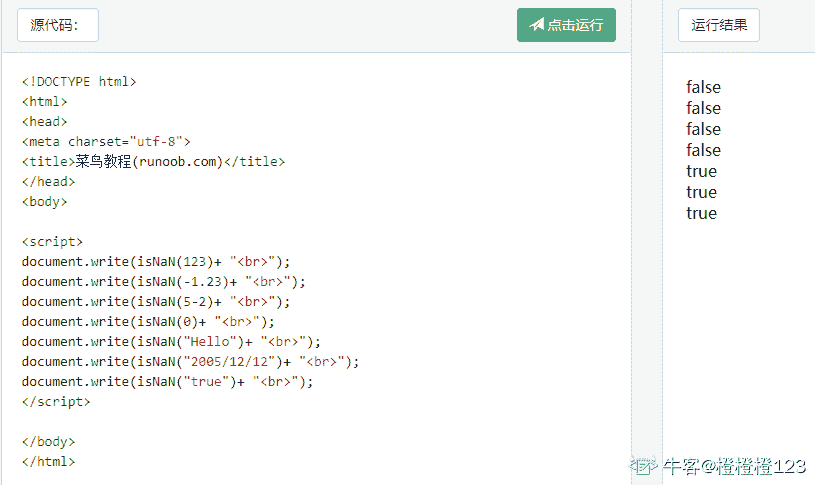 源代码：
点击运行
运行结果
<!DOCTYPE html>
<html>
<head>
<meta charset="utf-8">
<title>菜鸟教程(runoob.com)</title>
</head>
<body>
<script>
document.write(isNaN(123)+ "<br>");
document.write(isNaN(-1.23)+ "<br>");
document.write(isNaN(5-2)+ "<br>");
document.write(isNaN(0)+ "<br>");
document.write(isNaN("Hello")+ "<br>");
document.write(isNaN("2005/12/12")+ "<br>");
document.write(isNaN("true")+ "<br>");
</script>
</body>
</html>
false
false
false
false
true
true
true
牛客@橙橙橙123